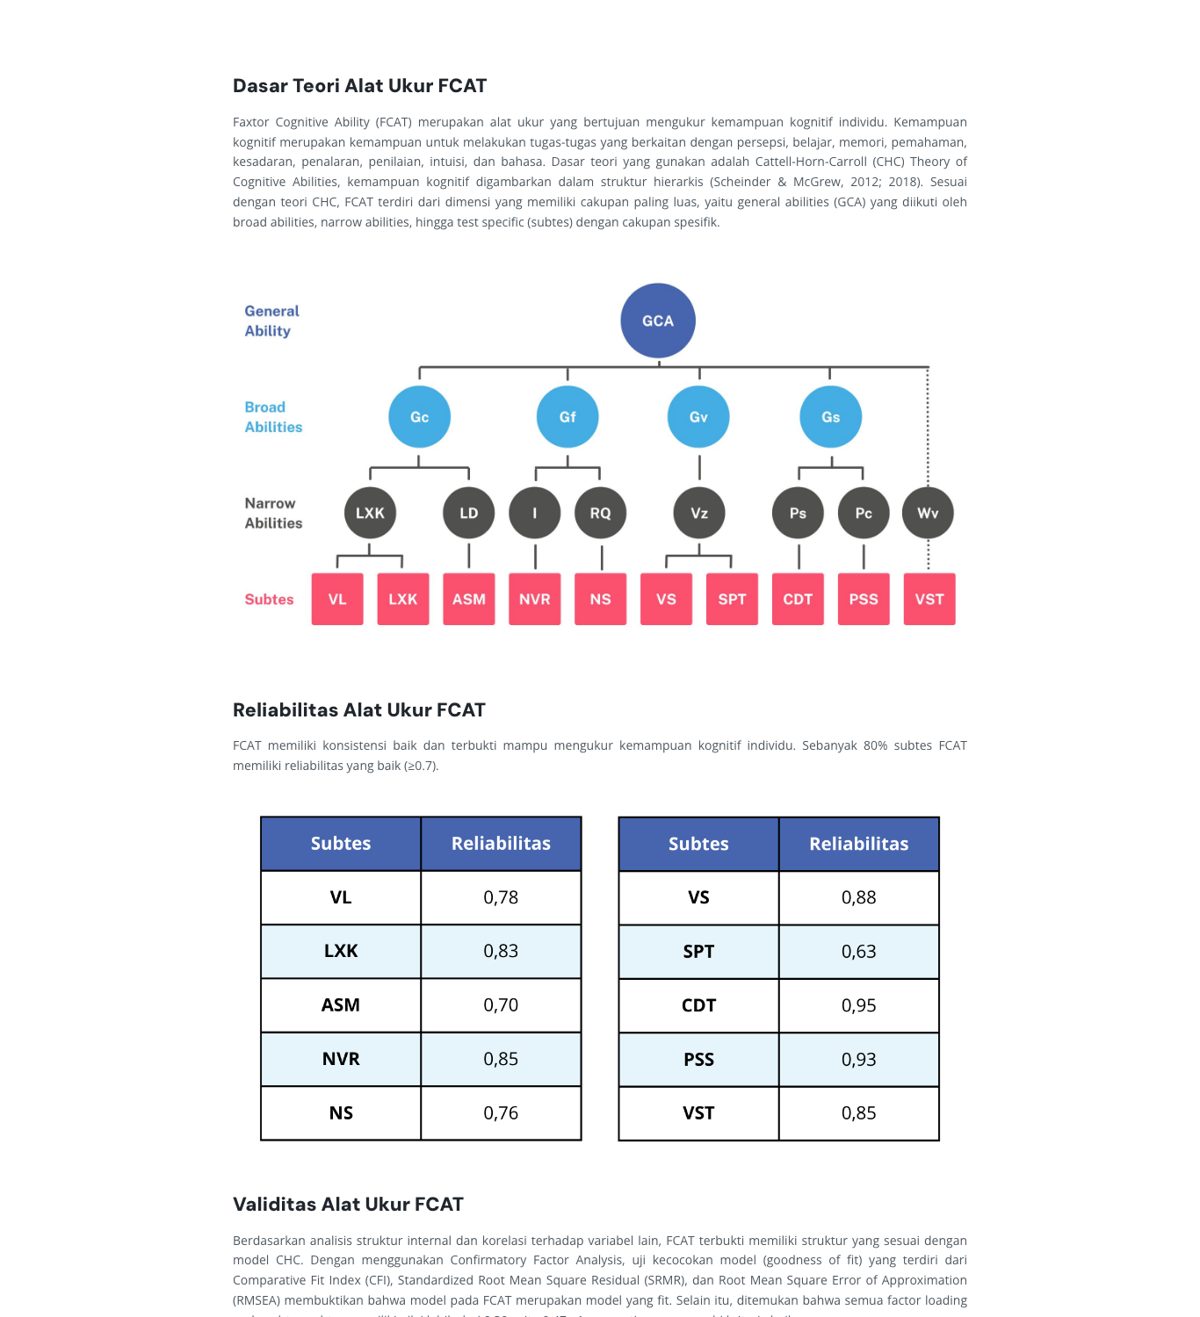 Dasar Teori Alat Ukur FCAT
Faxtor Cognitive Ability (FCAT) merupakan alat ukur yang bertujuan mengukur kemampuan kognitif individu. Kemampuan
kognitif merupakan kemampuan untuk melakukan tugas-tugas yang berkaitan dengan persepsi, belajar, memori, pemahaman,
kesadaran, penalaran, penilaian, intuisi, dan bahasa. Dasar teori yang gunakan adalah Cattell-Horn-Carroll (CHC) Theory of
Cognitive Abilities, kemampuan kognitif digambarkan dalam struktur hierarkis (Scheinder & McGrew, 2012; 2018). Sesuai
dengan teori CHC, FCAT terdiri dari dimensi yang memiliki cakupan paling luas, yaitu general abilities (GCA) yang diikuti oleh
broad abilities, narrow abilities, hingga test specific (subtes) dengan cakupan spesifik.
General
Ability
GCA
Broad
Abilities
Gc Gf Gv Gs
Narrow
Abilities
LXK LD I RQ Vz Ps Pc Wv
Subtes VL LXK ASM NVR NS VS SPT CDT PSS VST
Reliabilitas Alat Ukur FCAT
FCAT memiliki konsistensi baik dan terbukti mampu mengukur kemampuan kognitif individu. Sebanyak 80% subtes FCAT
memiliki reliabilitas yang baik (≥0.7).
Subtes Reliabilitas
VL 0,78
LXK 0,83
ASM 0,70
NVR 0,85
NS 0,76
Subtes Reliabilitas
VS 0,88
SPT 0,63
CDT 0,95
PSS 0,93
VST 0,85
Validitas Alat Ukur FCAT
Berdasarkan analisis struktur internal dan korelasi terhadap variabel lain, FCAT terbukti memiliki struktur yang sesuai dengan
model CHC. Dengan menggunakan Confirmatory Factor Analysis, uji kecocokan model (goodness of fit) yang terdiri dari
Comparative Fit Index (CFI), Standardized Root Mean Square Residual (SRMR), dan Root Mean Square Error of Approximation
(RMSEA) membuktikan bahwa model pada FCAT merupakan model yang fit. Selain itu, ditemukan bahwa semua factor loading